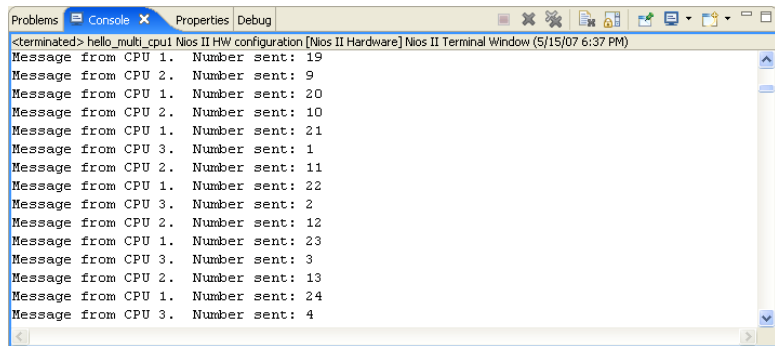 Problems Console Properties Debug
<terminated> hello_multi_cpu1 Nios II HW configuration [Nios II Hardware] Nios II Terminal Window (5/15/07 6:37 PM)
Message from CPU 1.  Number sent: 19
Message from CPU 2.  Number sent: 9
Message from CPU 1.  Number sent: 20
Message from CPU 2.  Number sent: 10
Message from CPU 1.  Number sent: 21
Message from CPU 3.  Number sent: 1
Message from CPU 2.  Number sent: 11
Message from CPU 1.  Number sent: 22
Message from CPU 3.  Number sent: 2
Message from CPU 2.  Number sent: 12
Message from CPU 1.  Number sent: 23
Message from CPU 3.  Number sent: 3
Message from CPU 2.  Number sent: 13
Message from CPU 1.  Number sent: 24
Message from CPU 3.  Number sent: 4